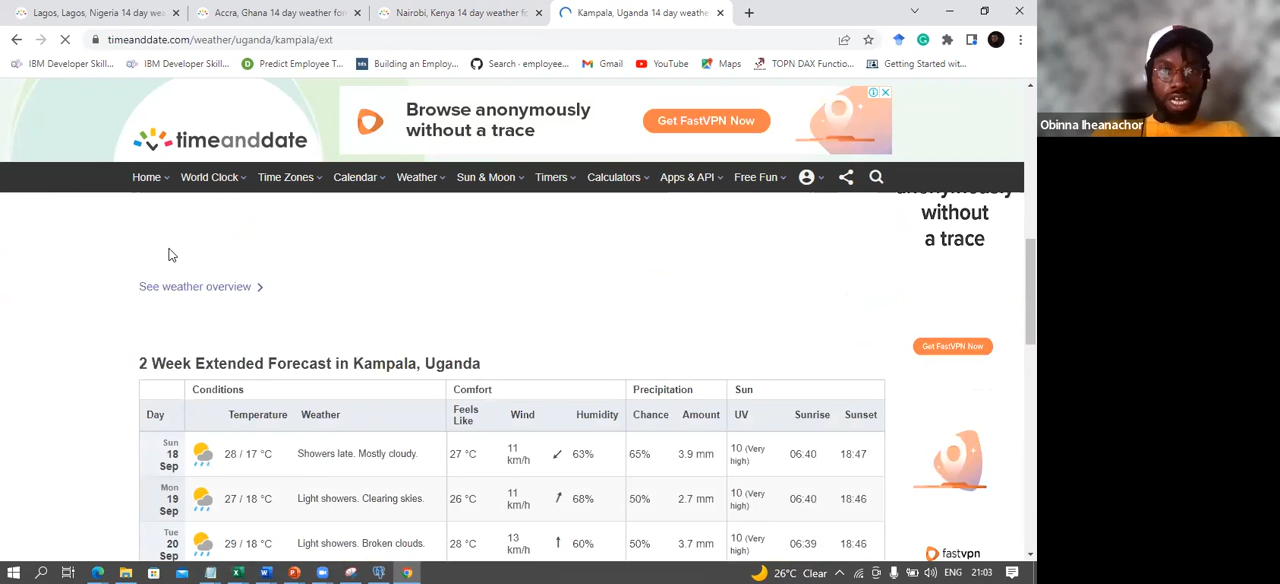 Lagos, Lagos, Nigeria 14 day wea
Accra, Ghana 14 day weather for
Nairobi, Kenya 14 day weather fo
Kampala, Uganda 14 day weathe
timeanddate.com/weather/uganda/kampala/ext
IBM Developer Skill...
IBM Developer Skill...
Predict Employee T...
Building an Employ...
Search · employee...
Gmail
YouTube
Maps
TOPN DAX Functio...
Getting Started wit...
Obinna Iheanachor
timeanddate
Browse anonymously
without a trace
Get FastVPN Now
Home
World Clock
Time Zones
Calendar
Weather
Sun & Moon
Timers
Calculators
Apps & API
Free Fun
anonymously
without
a trace
Get FastVPN Now
fastvpn
See weather overview
2 Week Extended Forecast in Kampala, Uganda
Conditions Comfort Precipitation Sun
Day Temperature Weather Feels Like Wind Humidity Chance Amount UV Sunrise Sunset
Sun 18 Sep 28 / 17 °C Showers late. Mostly cloudy. 27 °C 11 km/h 63% 65% 3.9 mm 10 (Very high) 06:40 18:47
Mon 19 Sep 27 / 18 °C Light showers. Clearing skies. 26 °C 11 km/h 68% 50% 2.7 mm 10 (Very high) 06:40 18:46
Tue 20 Sep 29 / 18 °C Light showers. Broken clouds. 28 °C 13 km/h 60% 50% 3.7 mm 10 (Very high) 06:39 18:46
26°C Clear
ENG
21:03